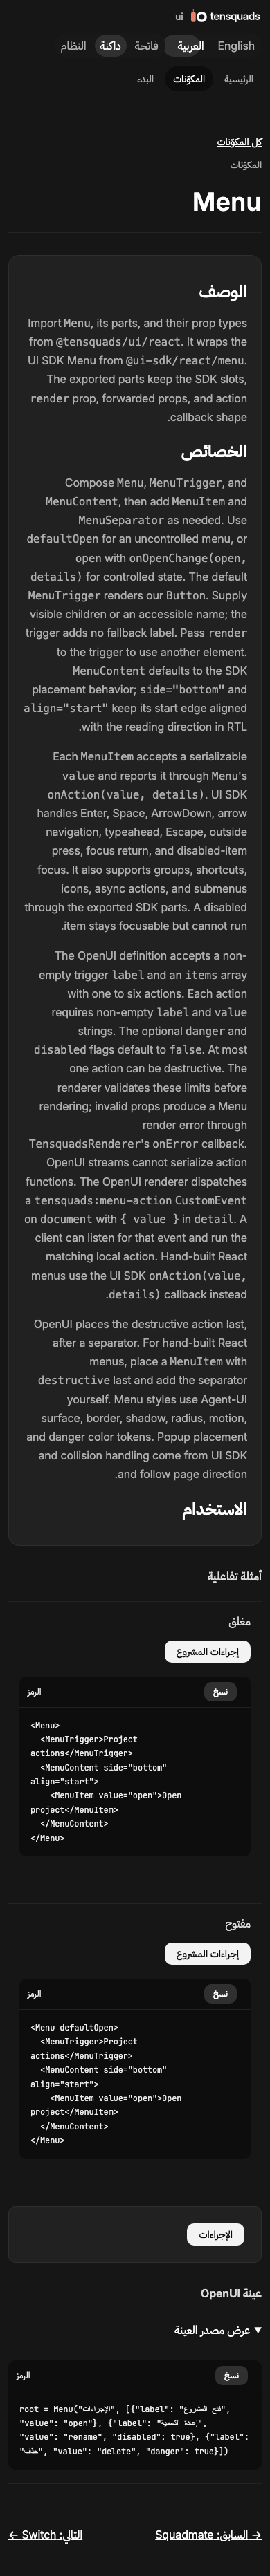 tensquads ui
English العربية فاتحة داكنة النظام
الرئيسية المكوّنات البدء
كل المكوّنات
المكوّنات
Menu
الوصف
Import Menu, its parts, and their prop types
from @tensquads/ui/react. It wraps the
UI SDK Menu from @ui-sdk/react/menu.
The exported parts keep the SDK slots,
render prop, forwarded props, and action
callback shape.
الخصائص
Compose Menu, MenuTrigger, and
MenuContent, then add MenuItem and
MenuSeparator as needed. Use
defaultOpen for an uncontrolled menu, or
open with onOpenChange(open,
details) for controlled state. The default
MenuTrigger renders our Button. Supply
visible children or an accessible name; the
trigger adds no fallback label. Pass render
to the trigger to use another element.
MenuContent defaults to the SDK
placement behavior; side="bottom" and
align="start" keep its start edge aligned
with the reading direction in RTL.
Each MenuItem accepts a serializable
value and reports it through Menu's
onAction(value, details). UI SDK
handles Enter, Space, ArrowDown, arrow
navigation, typeahead, Escape, outside
press, focus return, and disabled-item
focus. It also supports groups, shortcuts,
icons, async actions, and submenus
through the exported SDK parts. A disabled
item stays focusable but cannot run.
The OpenUI definition accepts a non-
empty trigger label and an items array
with one to six actions. Each action
requires non-empty label and value
strings. The optional danger and
disabled flags default to false. At most
one action can be destructive. The
renderer validates these limits before
rendering; invalid props produce a Menu
render error through
TensquadsRenderer's onError callback.
OpenUI streams cannot serialize action
functions. The OpenUI renderer dispatches
a tensquads:menu-action CustomEvent
on document with { value } in detail. A
client can listen for that event and run the
matching local action. Hand-built React
menus use the UI SDK onAction(value,
details) callback instead.
OpenUI places the destructive action last,
after a separator. For hand-built React
menus, place a MenuItem with
destructive last and add the separator
yourself. Menu styles use Agent-UI
surface, border, shadow, radius, motion,
and danger color tokens. Popup placement
and collision handling come from UI SDK
and follow page direction.
الاستخدام
أمثلة تفاعلية
مغلق
إجراءات المشروع
نسخ الرمز
<Menu>
<MenuTrigger>Project
actions</MenuTrigger>
<MenuContent side="bottom"
align="start">
<MenuItem value="open">Open
project</MenuItem>
</MenuContent>
</Menu>
مفتوح
إجراءات المشروع
نسخ الرمز
<Menu defaultOpen>
<MenuTrigger>Project
actions</MenuTrigger>
<MenuContent side="bottom"
align="start">
<MenuItem value="open">Open
project</MenuItem>
</MenuContent>
</Menu>
الإجراءات
عينة OpenUI
▼ عرض مصدر العينة
نسخ الرمز
root = Menu("الإجراءات", [{"label": "فتح المشروع",
"value": "open"}, {"label": "إعادة التسمية",
"value": "rename", "disabled": true}, {"label":
"حذف", "value": "delete", "danger": true}])
→ السابق: Squadmate
التالي: Switch ←